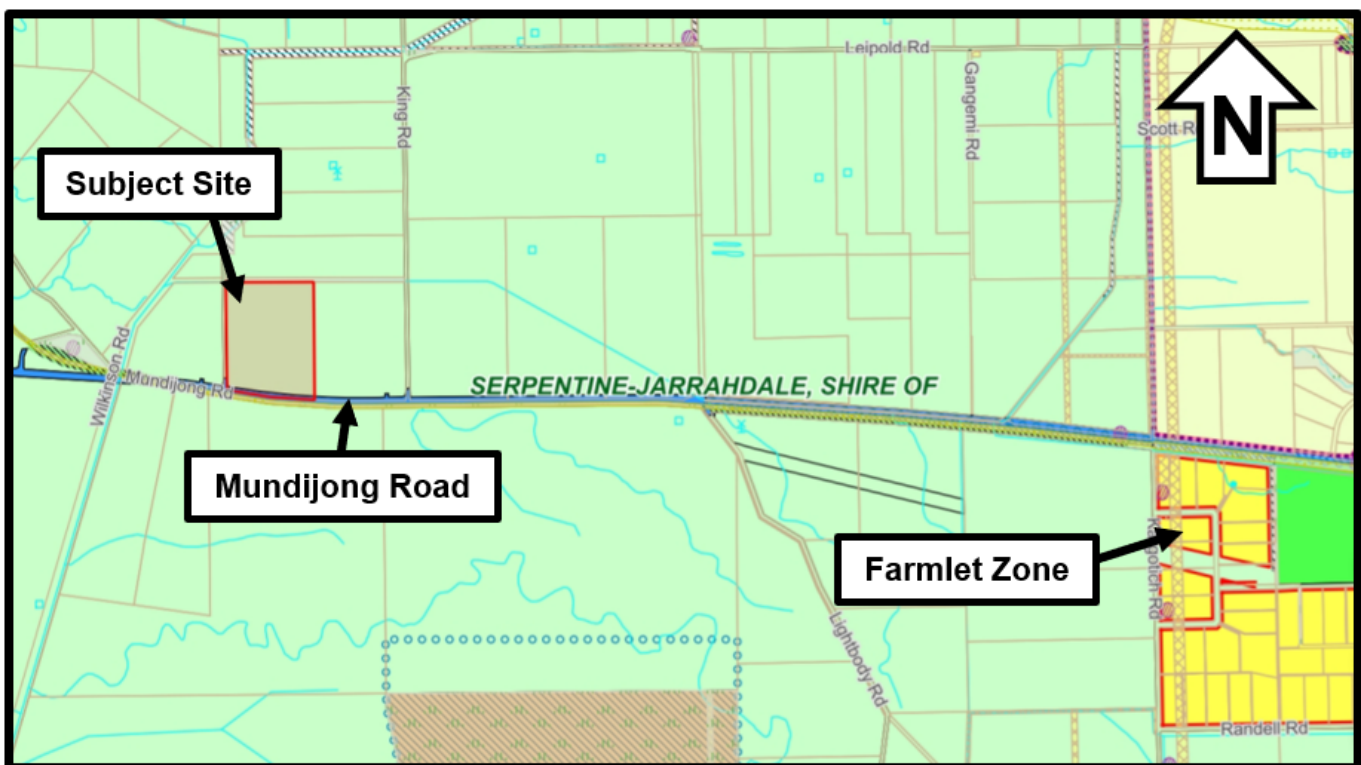 Leipold Rd
N
King Rd
Gangemi Rd
Scott R
Subject Site
Wilkinson Rd
Mundijong Rd
SERPENTINE-JARRAHDALE, SHIRE OF
Mundijong Road
Farmlet Zone
Kargotich Rd
Lightbody Rd
Randell Rd